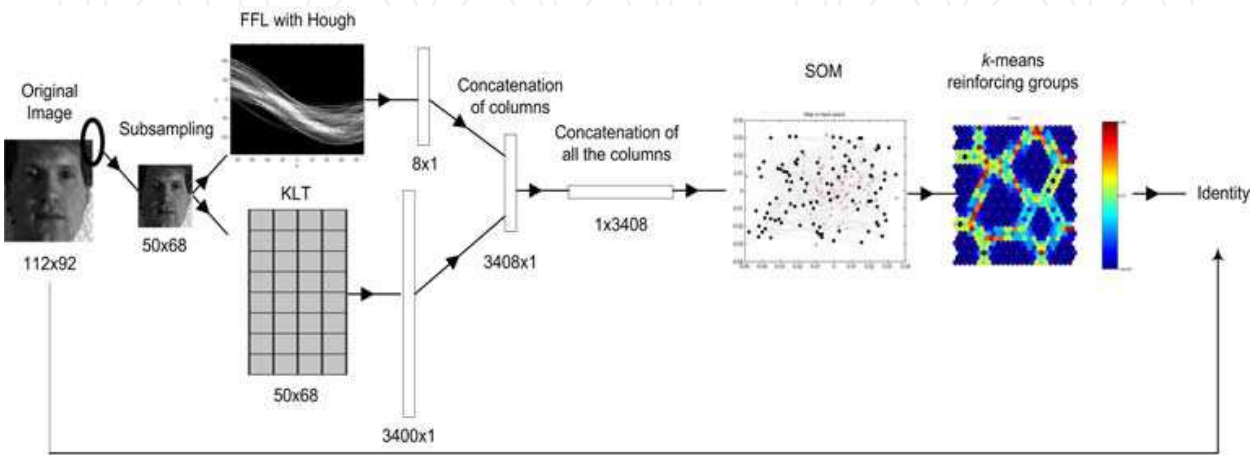 FFL with Hough
Original
Image
Subsampling
Concatenation
of columns
SOM
k-means
reinforcing groups
Concatenation of
all the columns
8x1
KLT
50x68
112x92
1x3408
Identity
3408x1
50x68
3400x1